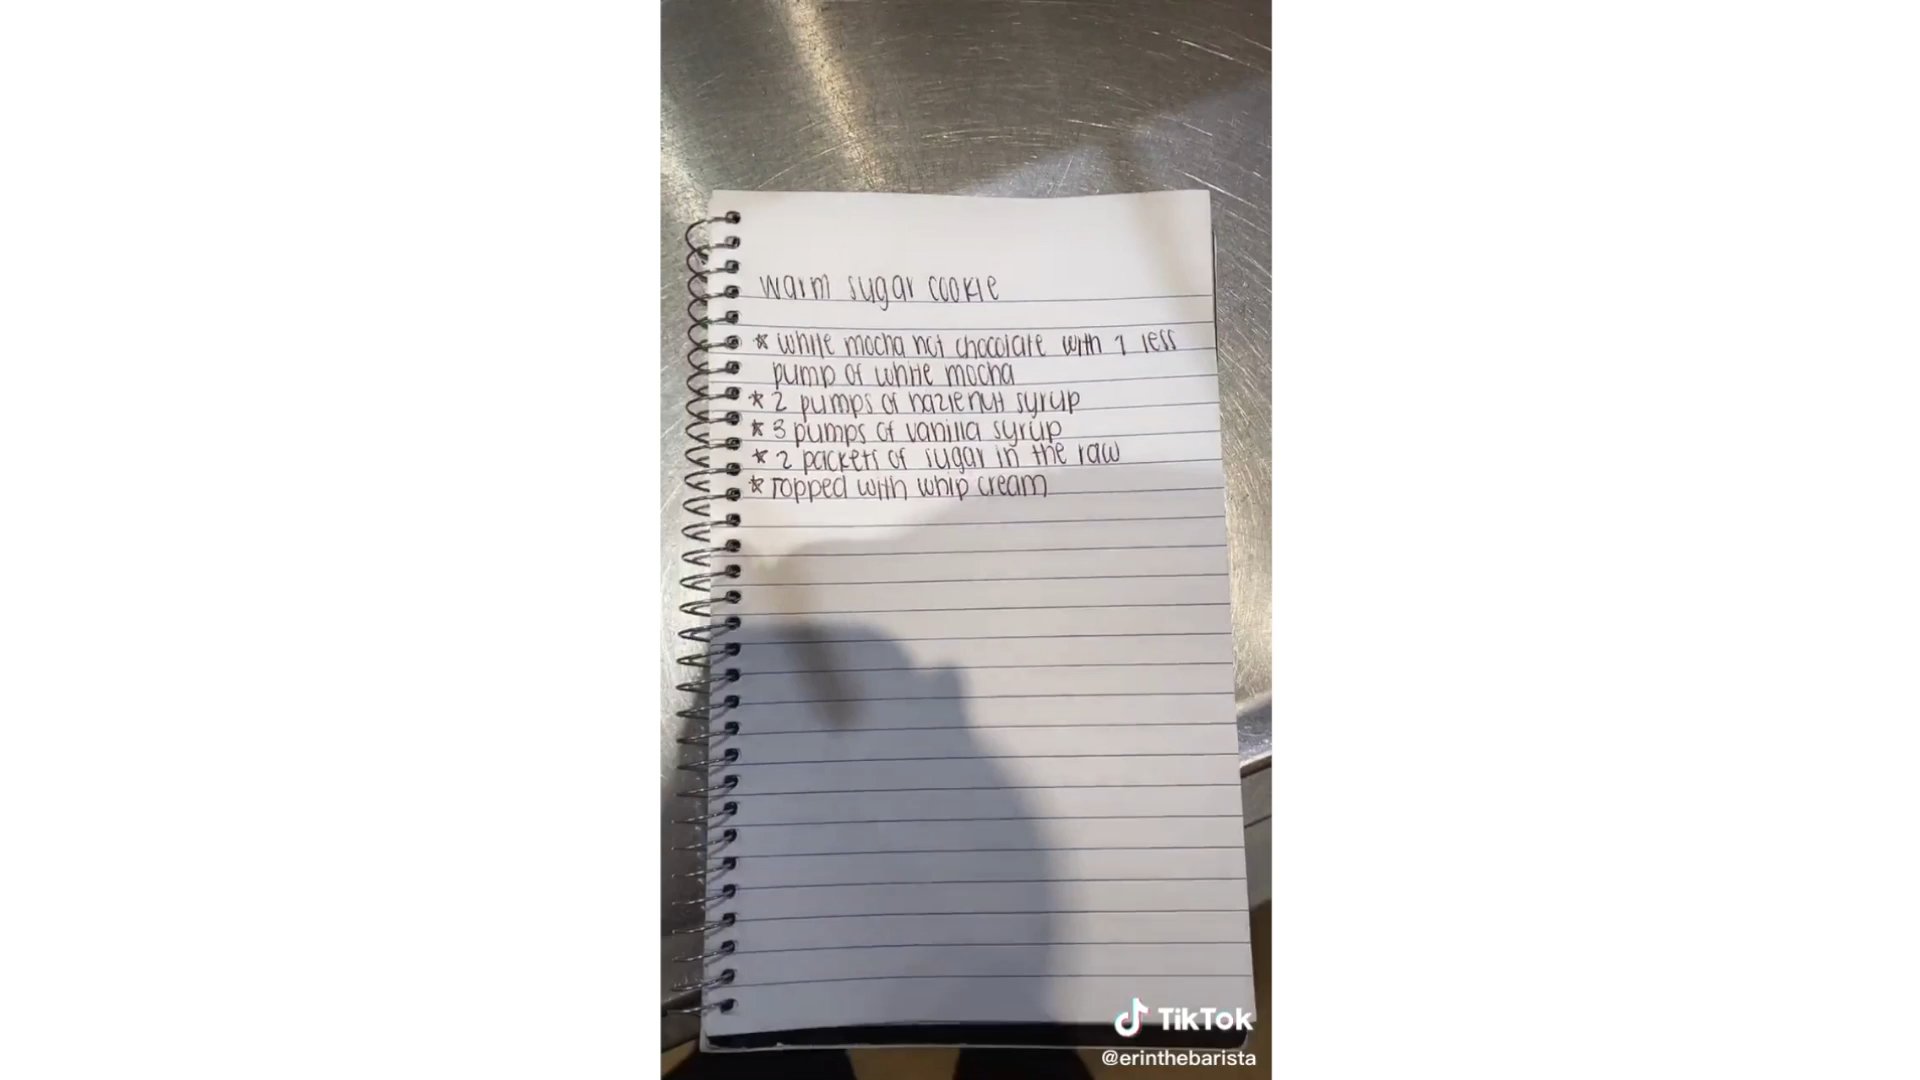 warm sugar cookie
* white mocha hot chocolate with 1 less
pump of white mocha
* 2 pumps of hazlenut syrup
* 3 pumps of vanilla syrup
* 2 packets of sugar in the raw
* topped with whip cream
TikTok
@erinthebarista